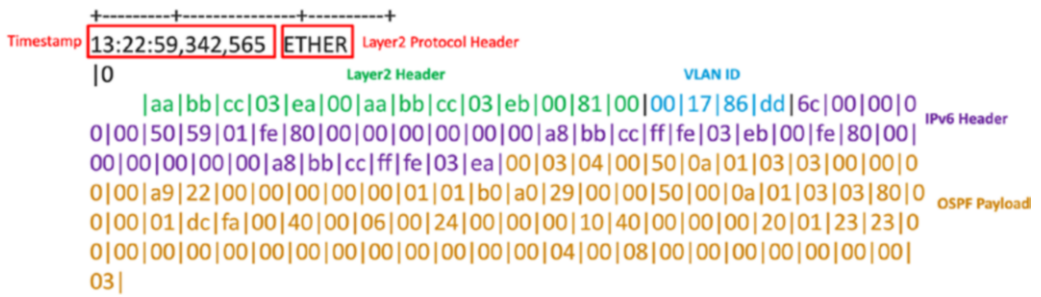 +---------+---------------+----------+
Timestamp 13:22:59,342,565 ETHER Layer2 Protocol Header
|0
Layer2 Header VLAN ID
|aa|bb|cc|03|ea|00|aa|bb|cc|03|eb|00|81|00|00|17|86|dd|6c|00|00|0
IPv6 Header
0|00|50|59|01|fe|80|00|00|00|00|00|00|a8|bb|cc|ff|fe|03|eb|00|fe|80|00|
00|00|00|00|00|a8|bb|cc|ff|fe|03|ea|00|03|04|00|50|0a|01|03|03|00|00|0
0|00|a9|22|00|00|00|00|00|01|01|b0|a0|29|00|00|50|00|0a|01|03|03|80|0
OSPF Payload
0|00|01|dc|fa|00|40|00|06|00|24|00|00|00|10|40|00|00|00|20|01|23|23|0
0|00|00|00|00|00|00|00|00|00|00|00|04|00|08|00|00|00|00|00|00|00|
03|